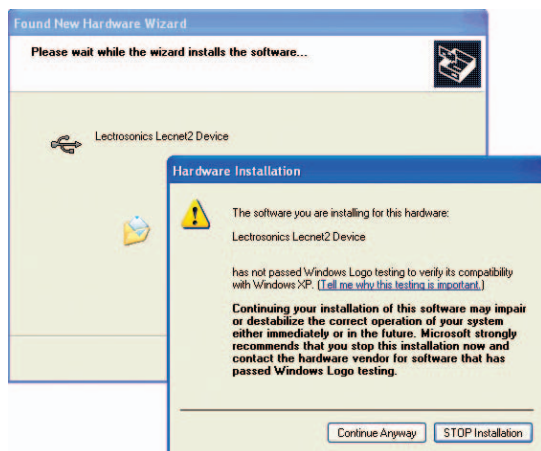 Found New Hardware Wizard
Please wait while the wizard installs the software...
Lectrosonics Lecnet2 Device
Hardware Installation
The software you are installing for this hardware:
Lectrosonics Lecnet2 Device
has not passed Windows Logo testing to verify its compatibility
with Windows XP. (Tell me why this testing is important.)
Continuing your installation of this software may impair
or destabilize the correct operation of your system
either immediately or in the future. Microsoft strongly
recommends that you stop this installation now and
contact the hardware vendor for software that has
passed Windows Logo testing.
Continue Anyway
STOP Installation